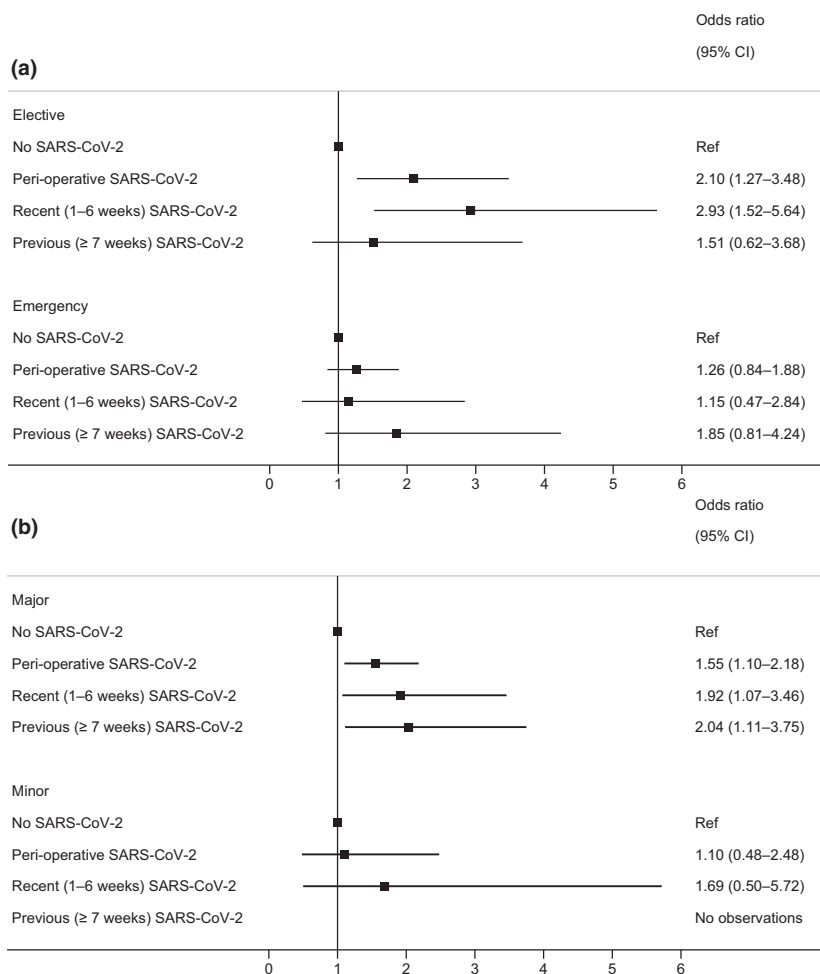 Odds ratio
(95% CI)
(a)
Elective
No SARS-CoV-2 Ref
Peri-operative SARS-CoV-2 2.10 (1.27–3.48)
Recent (1–6 weeks) SARS-CoV-2 2.93 (1.52–5.64)
Previous (≥ 7 weeks) SARS-CoV-2 1.51 (0.62–3.68)
Emergency
No SARS-CoV-2 Ref
Peri-operative SARS-CoV-2 1.26 (0.84–1.88)
Recent (1–6 weeks) SARS-CoV-2 1.15 (0.47–2.84)
Previous (≥ 7 weeks) SARS-CoV-2 1.85 (0.81–4.24)
0 1 2 3 4 5 6
Odds ratio
(95% CI)
(b)
Major
No SARS-CoV-2 Ref
Peri-operative SARS-CoV-2 1.55 (1.10–2.18)
Recent (1–6 weeks) SARS-CoV-2 1.92 (1.07–3.46)
Previous (≥ 7 weeks) SARS-CoV-2 2.04 (1.11–3.75)
Minor
No SARS-CoV-2 Ref
Peri-operative SARS-CoV-2 1.10 (0.48–2.48)
Recent (1–6 weeks) SARS-CoV-2 1.69 (0.50–5.72)
Previous (≥ 7 weeks) SARS-CoV-2 No observations
0 1 2 3 4 5 6